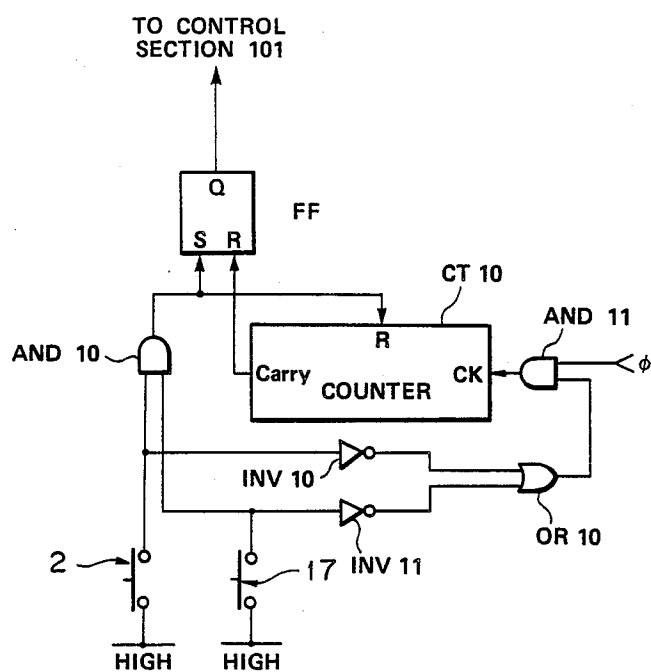 TO CONTROL
SECTION 101
Q
FF
S R
CT 10
AND 11
R
AND 10
Carry
CK
φ
COUNTER
INV 10
OR 10
2
17
INV 11
HIGH
HIGH